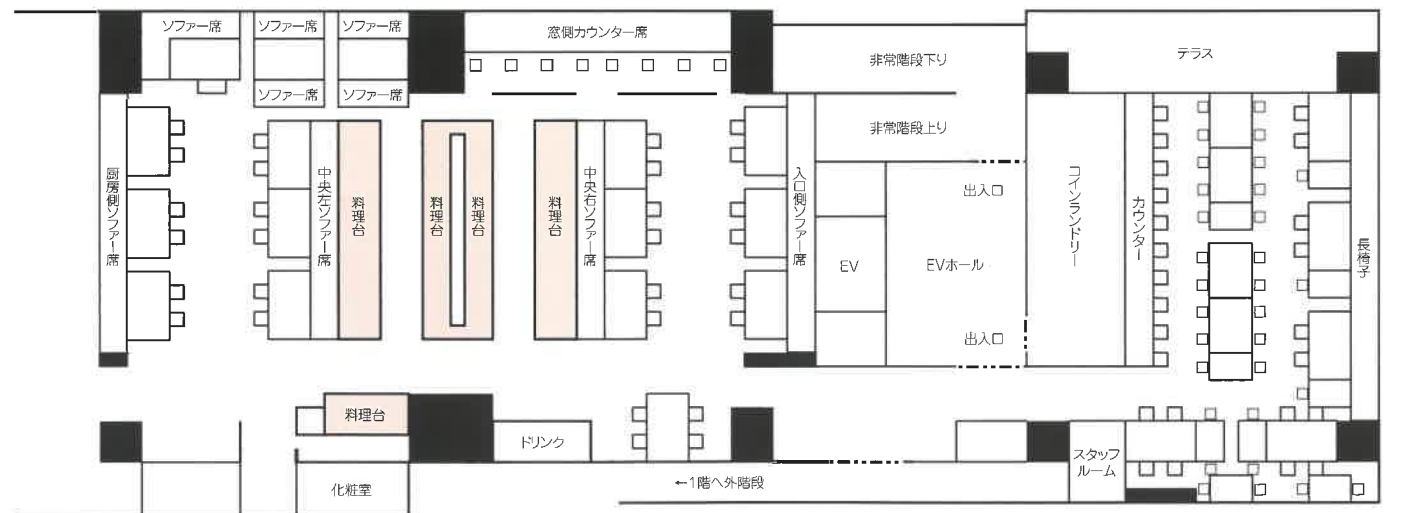 ソファー席
ソファー席
ソファー席
窓側カウンター席
非常階段下り
テラス
ソファー席
ソファー席
非常階段上り
厨房側ソファー席
中央左ソファー席
料理台
料理台
料理台
料理台
中央右ソファー席
入口側ソファー席
EV
EVホール
出入口
出入口
コインランドリー
カウンター
長椅子
料理台
ドリンク
化粧室
←1階へ外階段
スタッフ
ルーム